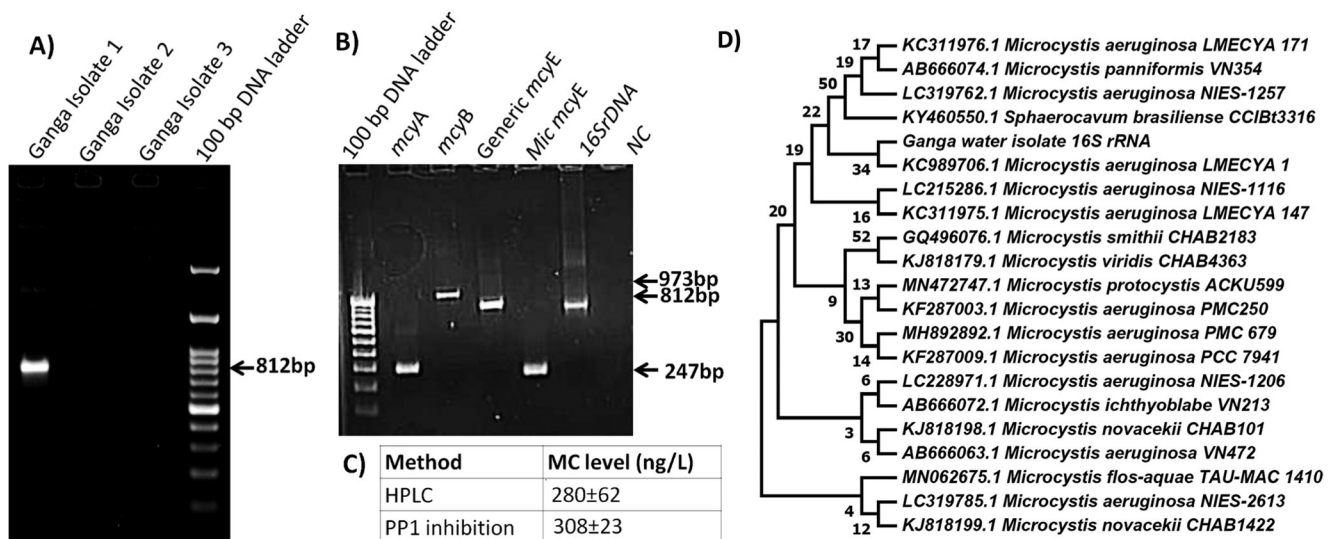 A)
Ganga Isolate 1
Ganga Isolate 2
Ganga Isolate 3
100 bp DNA ladder
812bp
B)
100 bp DNA ladder
mcyA
mcyB
Generic mcyE
Mic mcyE
16SrDNA
NC
973bp
812bp
247bp
C)
Method MC level (ng/L)
HPLC 280±62
PP1 inhibition 308±23
D)
17 KC311976.1 Microcystis aeruginosa LMECYA 171
19 AB666074.1 Microcystis panniformis VN354
50 LC319762.1 Microcystis aeruginosa NIES-1257
22 KY460550.1 Sphaerocavum brasiliense CCIBt3316
Ganga water isolate 16S rRNA
19
34 KC989706.1 Microcystis aeruginosa LMECYA 1
LC215286.1 Microcystis aeruginosa NIES-1116
20
16 KC311975.1 Microcystis aeruginosa LMECYA 147
52 GQ496076.1 Microcystis smithii CHAB2183
KJ818179.1 Microcystis viridis CHAB4363
13 MN472747.1 Microcystis protocystis ACKU599
9
KF287003.1 Microcystis aeruginosa PMC250
30 MH892892.1 Microcystis aeruginosa PMC 679
14 KF287009.1 Microcystis aeruginosa PCC 7941
6 LC228971.1 Microcystis aeruginosa NIES-1206
AB666072.1 Microcystis ichthyoblabe VN213
3 KJ818198.1 Microcystis novacekii CHAB101
6 AB666063.1 Microcystis aeruginosa VN472
MN062675.1 Microcystis flos-aquae TAU-MAC 1410
4 LC319785.1 Microcystis aeruginosa NIES-2613
12 KJ818199.1 Microcystis novacekii CHAB1422